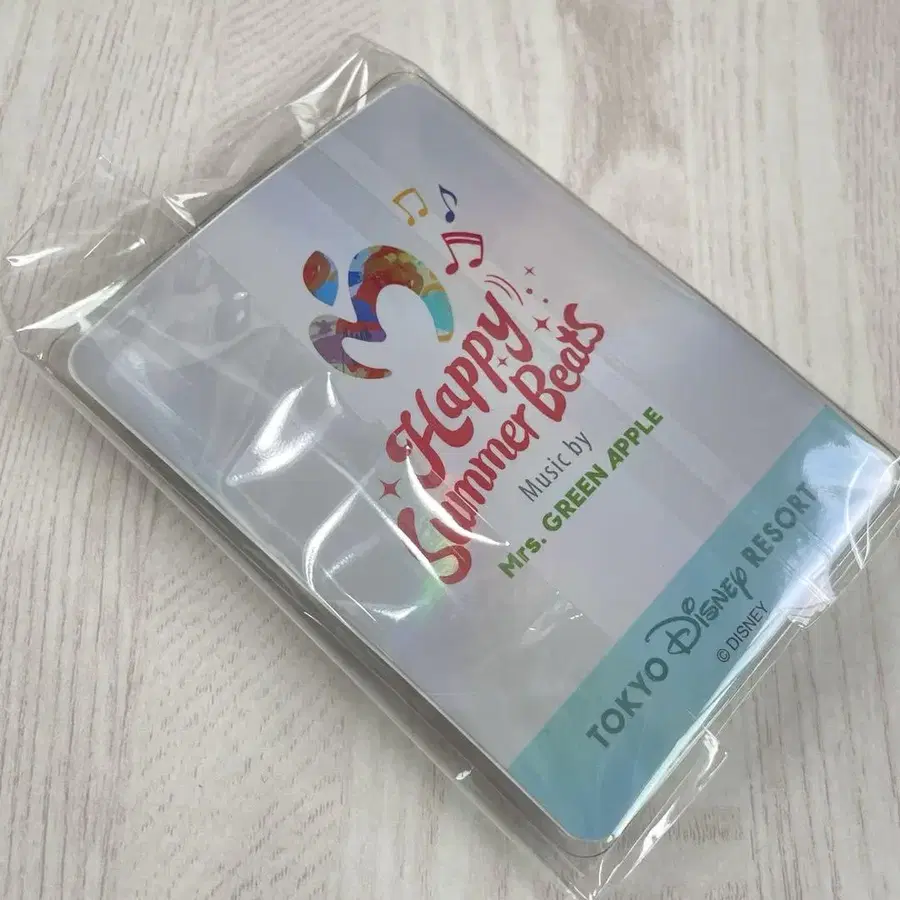 Happy
Summer Beats
Music by
Mrs. GREEN APPLE
TOKYO Disney RESORT
© DISNEY